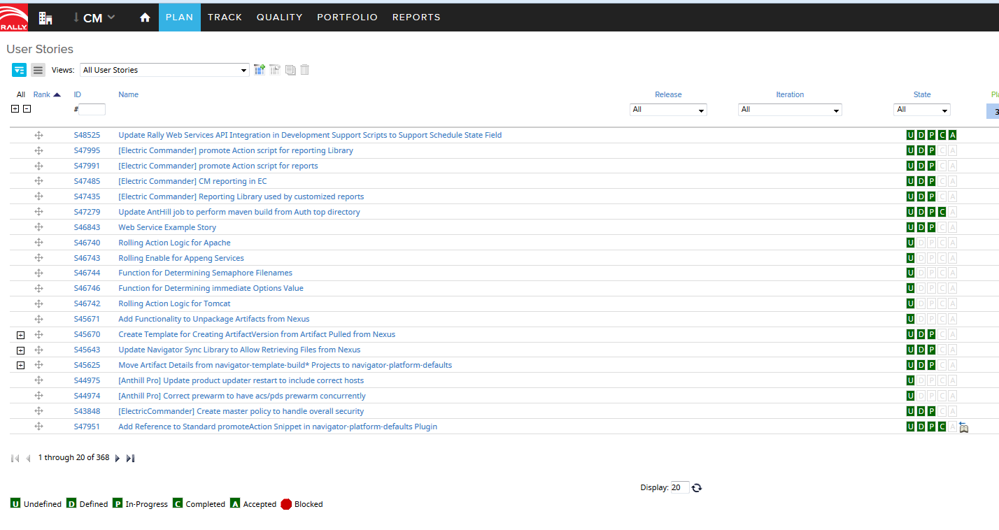 RALLY CM PLAN TRACK QUALITY PORTFOLIO REPORTS
User Stories
Views: All User Stories
All Rank ID Name Release Iteration State Pla
# All All All 3
S48525 Update Rally Web Services API Integration in Development Support Scripts to Support Schedule State Field U D P C A
S47995 [Electric Commander] promote Action script for reporting Library U D P C A
S47991 [Electric Commander] promote Action script for reports U D P C A
S47485 [Electric Commander] CM reporting in EC U D P C A
S47435 [Electric Commander] Reporting Library used by customized reports U D P C A
S47279 Update AntHill job to perform maven build from Auth top directory U D P C A
S46843 Web Service Example Story U D P C A
S46740 Rolling Action Logic for Apache U D P C A
S46743 Rolling Enable for Appeng Services U D P C A
S46744 Function for Determining Semaphore Filenames U D P C A
S46746 Function for Determining immediate Options Value U D P C A
S46742 Rolling Action Logic for Tomcat U D P C A
S45671 Add Functionality to Unpackage Artifacts from Nexus U D P C A
S45670 Create Template for Creating ArtifactVersion from Artifact Pulled from Nexus U D P C A
S45643 Update Navigator Sync Library to Allow Retrieving Files from Nexus U D P C A
S45625 Move Artifact Details from navigator-template-build* Projects to navigator-platform-defaults U D P C A
S44975 [Anthill Pro] Update product updater restart to include correct hosts U D P C A
S44974 [Anthill Pro] Correct prewarm to have acs/pds prewarm concurrently U D P C A
S43848 [ElectricCommander] Create master policy to handle overall security U D P C A
S47951 Add Reference to Standard promoteAction Snippet in navigator-platform-defaults Plugin U D P C A
1 through 20 of 368
Display: 20
U Undefined D Defined P In-Progress C Completed A Accepted Blocked